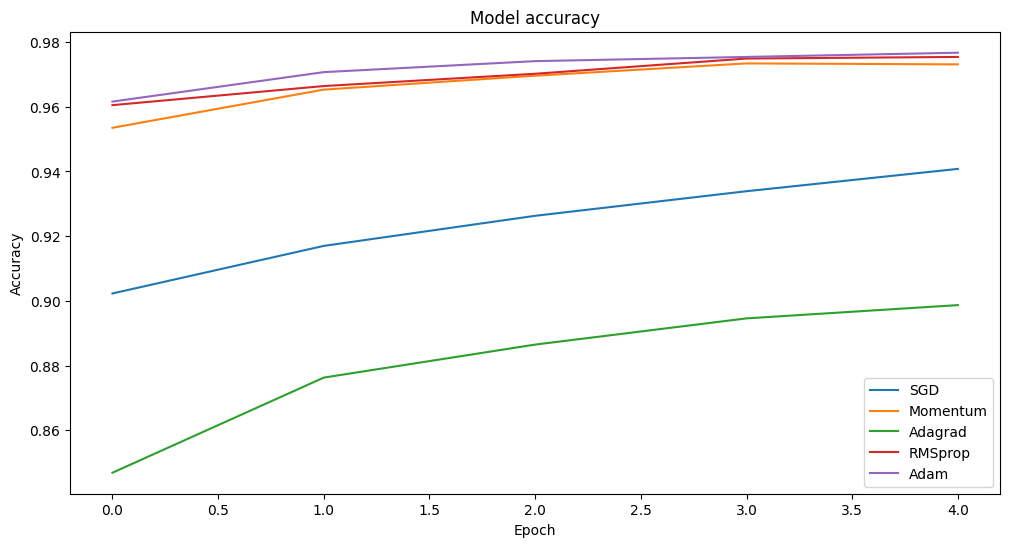 Model accuracy
0.98
0.96
0.94
0.92
0.90
0.88
0.86
Accuracy
SGD
Momentum
Adagrad
RMSprop
Adam
0.0 0.5 1.0 1.5 2.0 2.5 3.0 3.5 4.0
Epoch